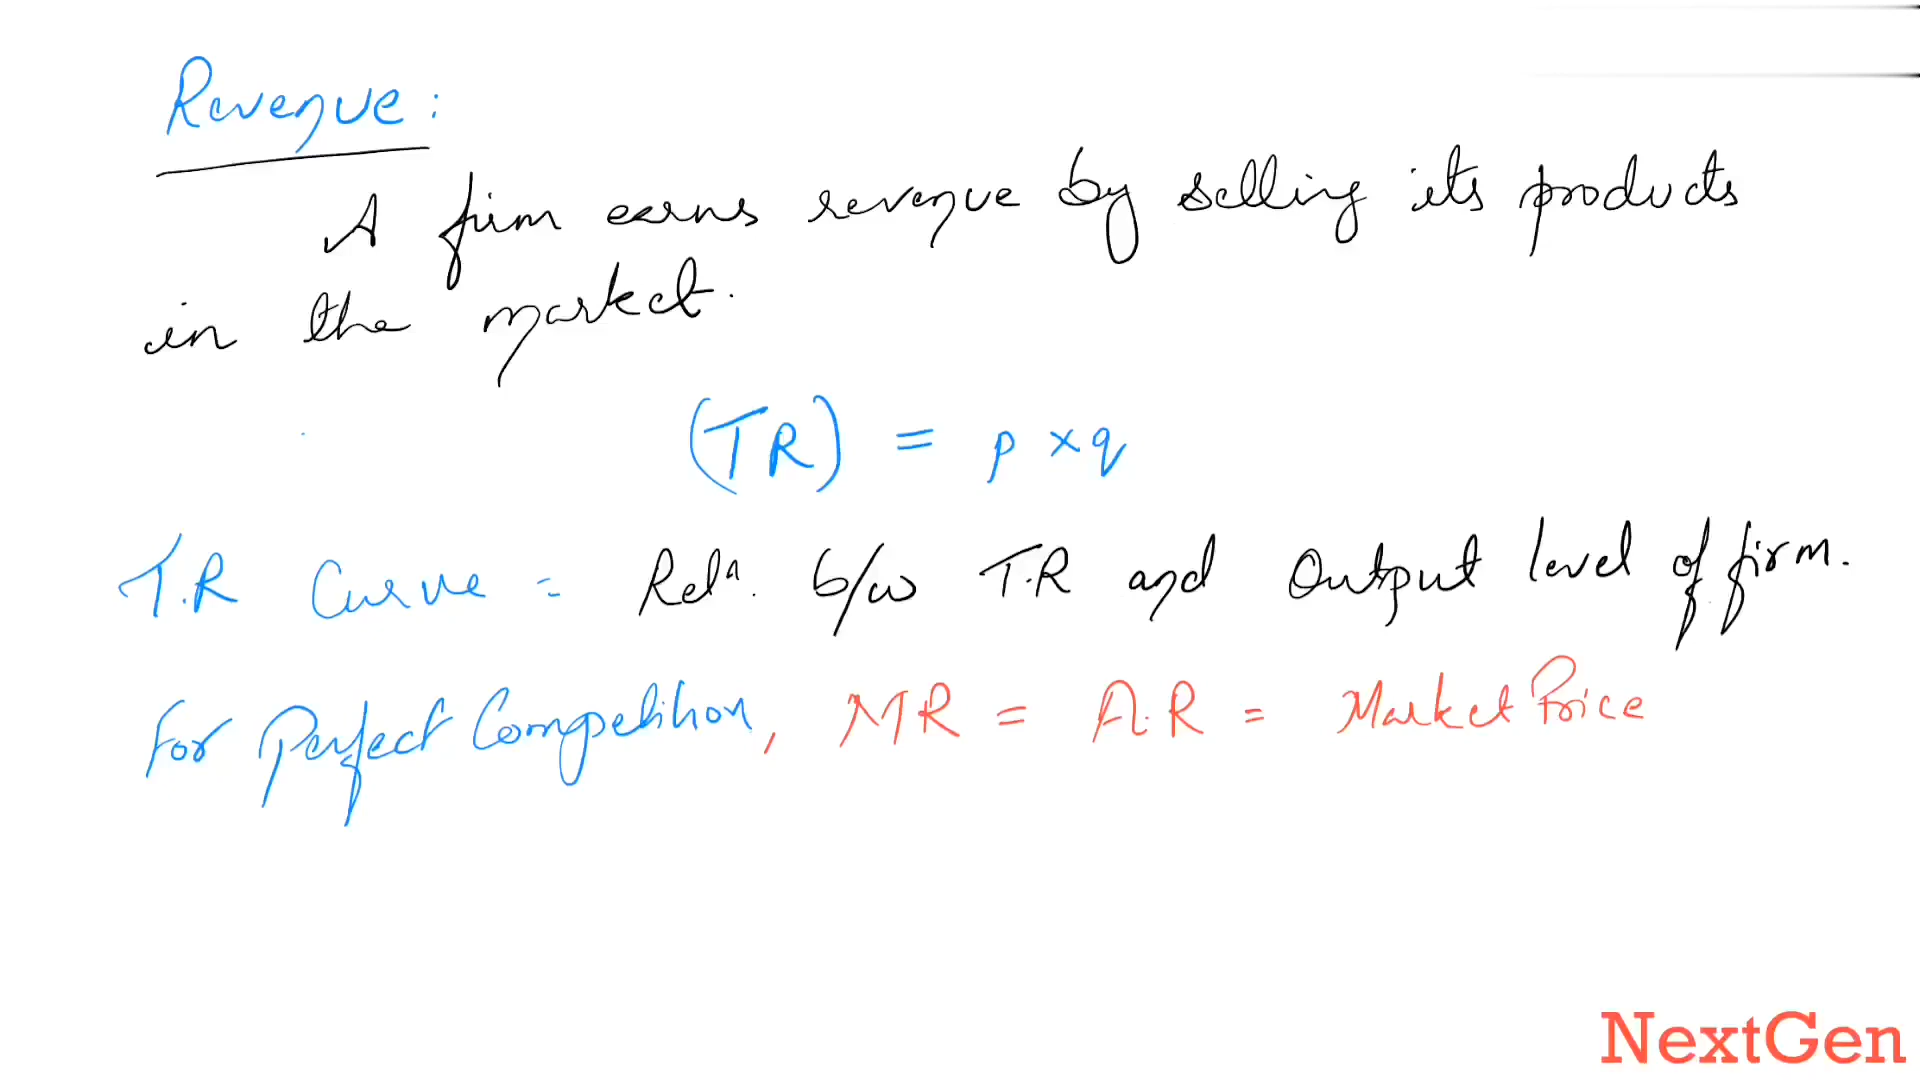 Revenue:
A firm earns revenue by selling its products
in the market.
(TR) = p × q
T.R Curve = Relⁿ. b/w T.R and Output level of firm.
For Perfect Competition, MR = A.R = Market Price
NextGen